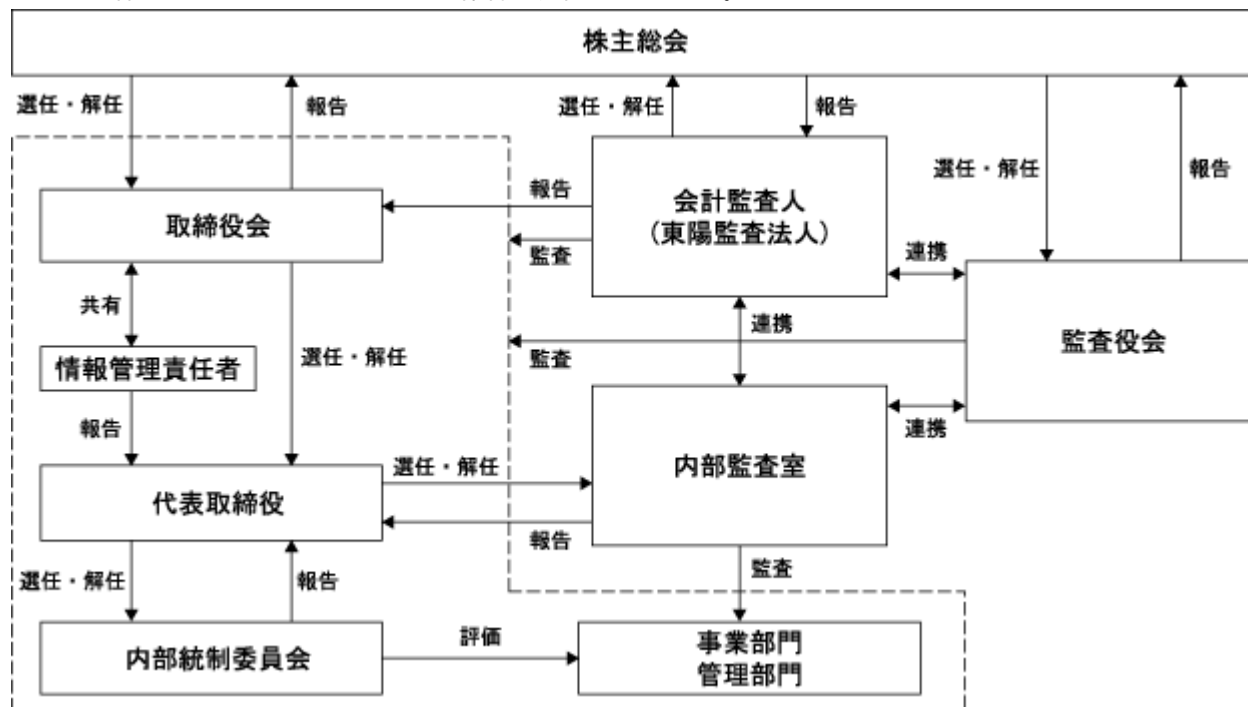 株主総会
選任・解任
報告
選任・解任
報告
選任・解任
報告
取締役会
報告
監査
会計監査人
(東陽監査法人)
連携
共有
連携
監査役会
情報管理責任者
選任・解任
監査
報告
連携
内部監査室
選任・解任
代表取締役
報告
選任・解任
報告
監査
内部統制委員会
評価
事業部門
管理部門